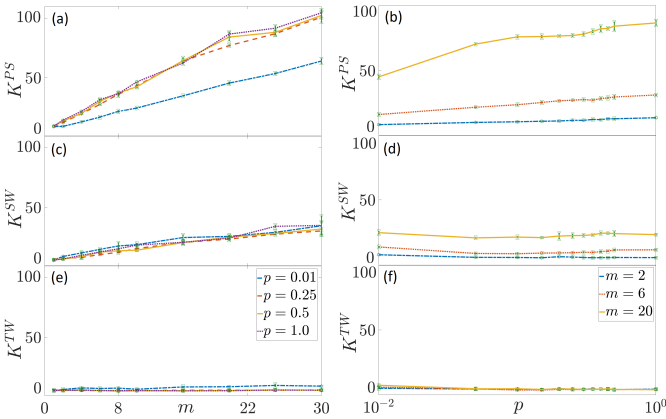 (a)
K^{PS}
100
50
0
(b)
K^{PS}
100
50
0
(c)
K^{SW}
100
50
0
(d)
K^{SW}
100
50
0
(e)
K^{TW}
100
50
0
p = 0.01
p = 0.25
p = 0.5
p = 1.0
0 8 m 22 30
(f)
K^{TW}
100
50
0
m = 2
m = 6
m = 20
10^{-2} p 10^{0}